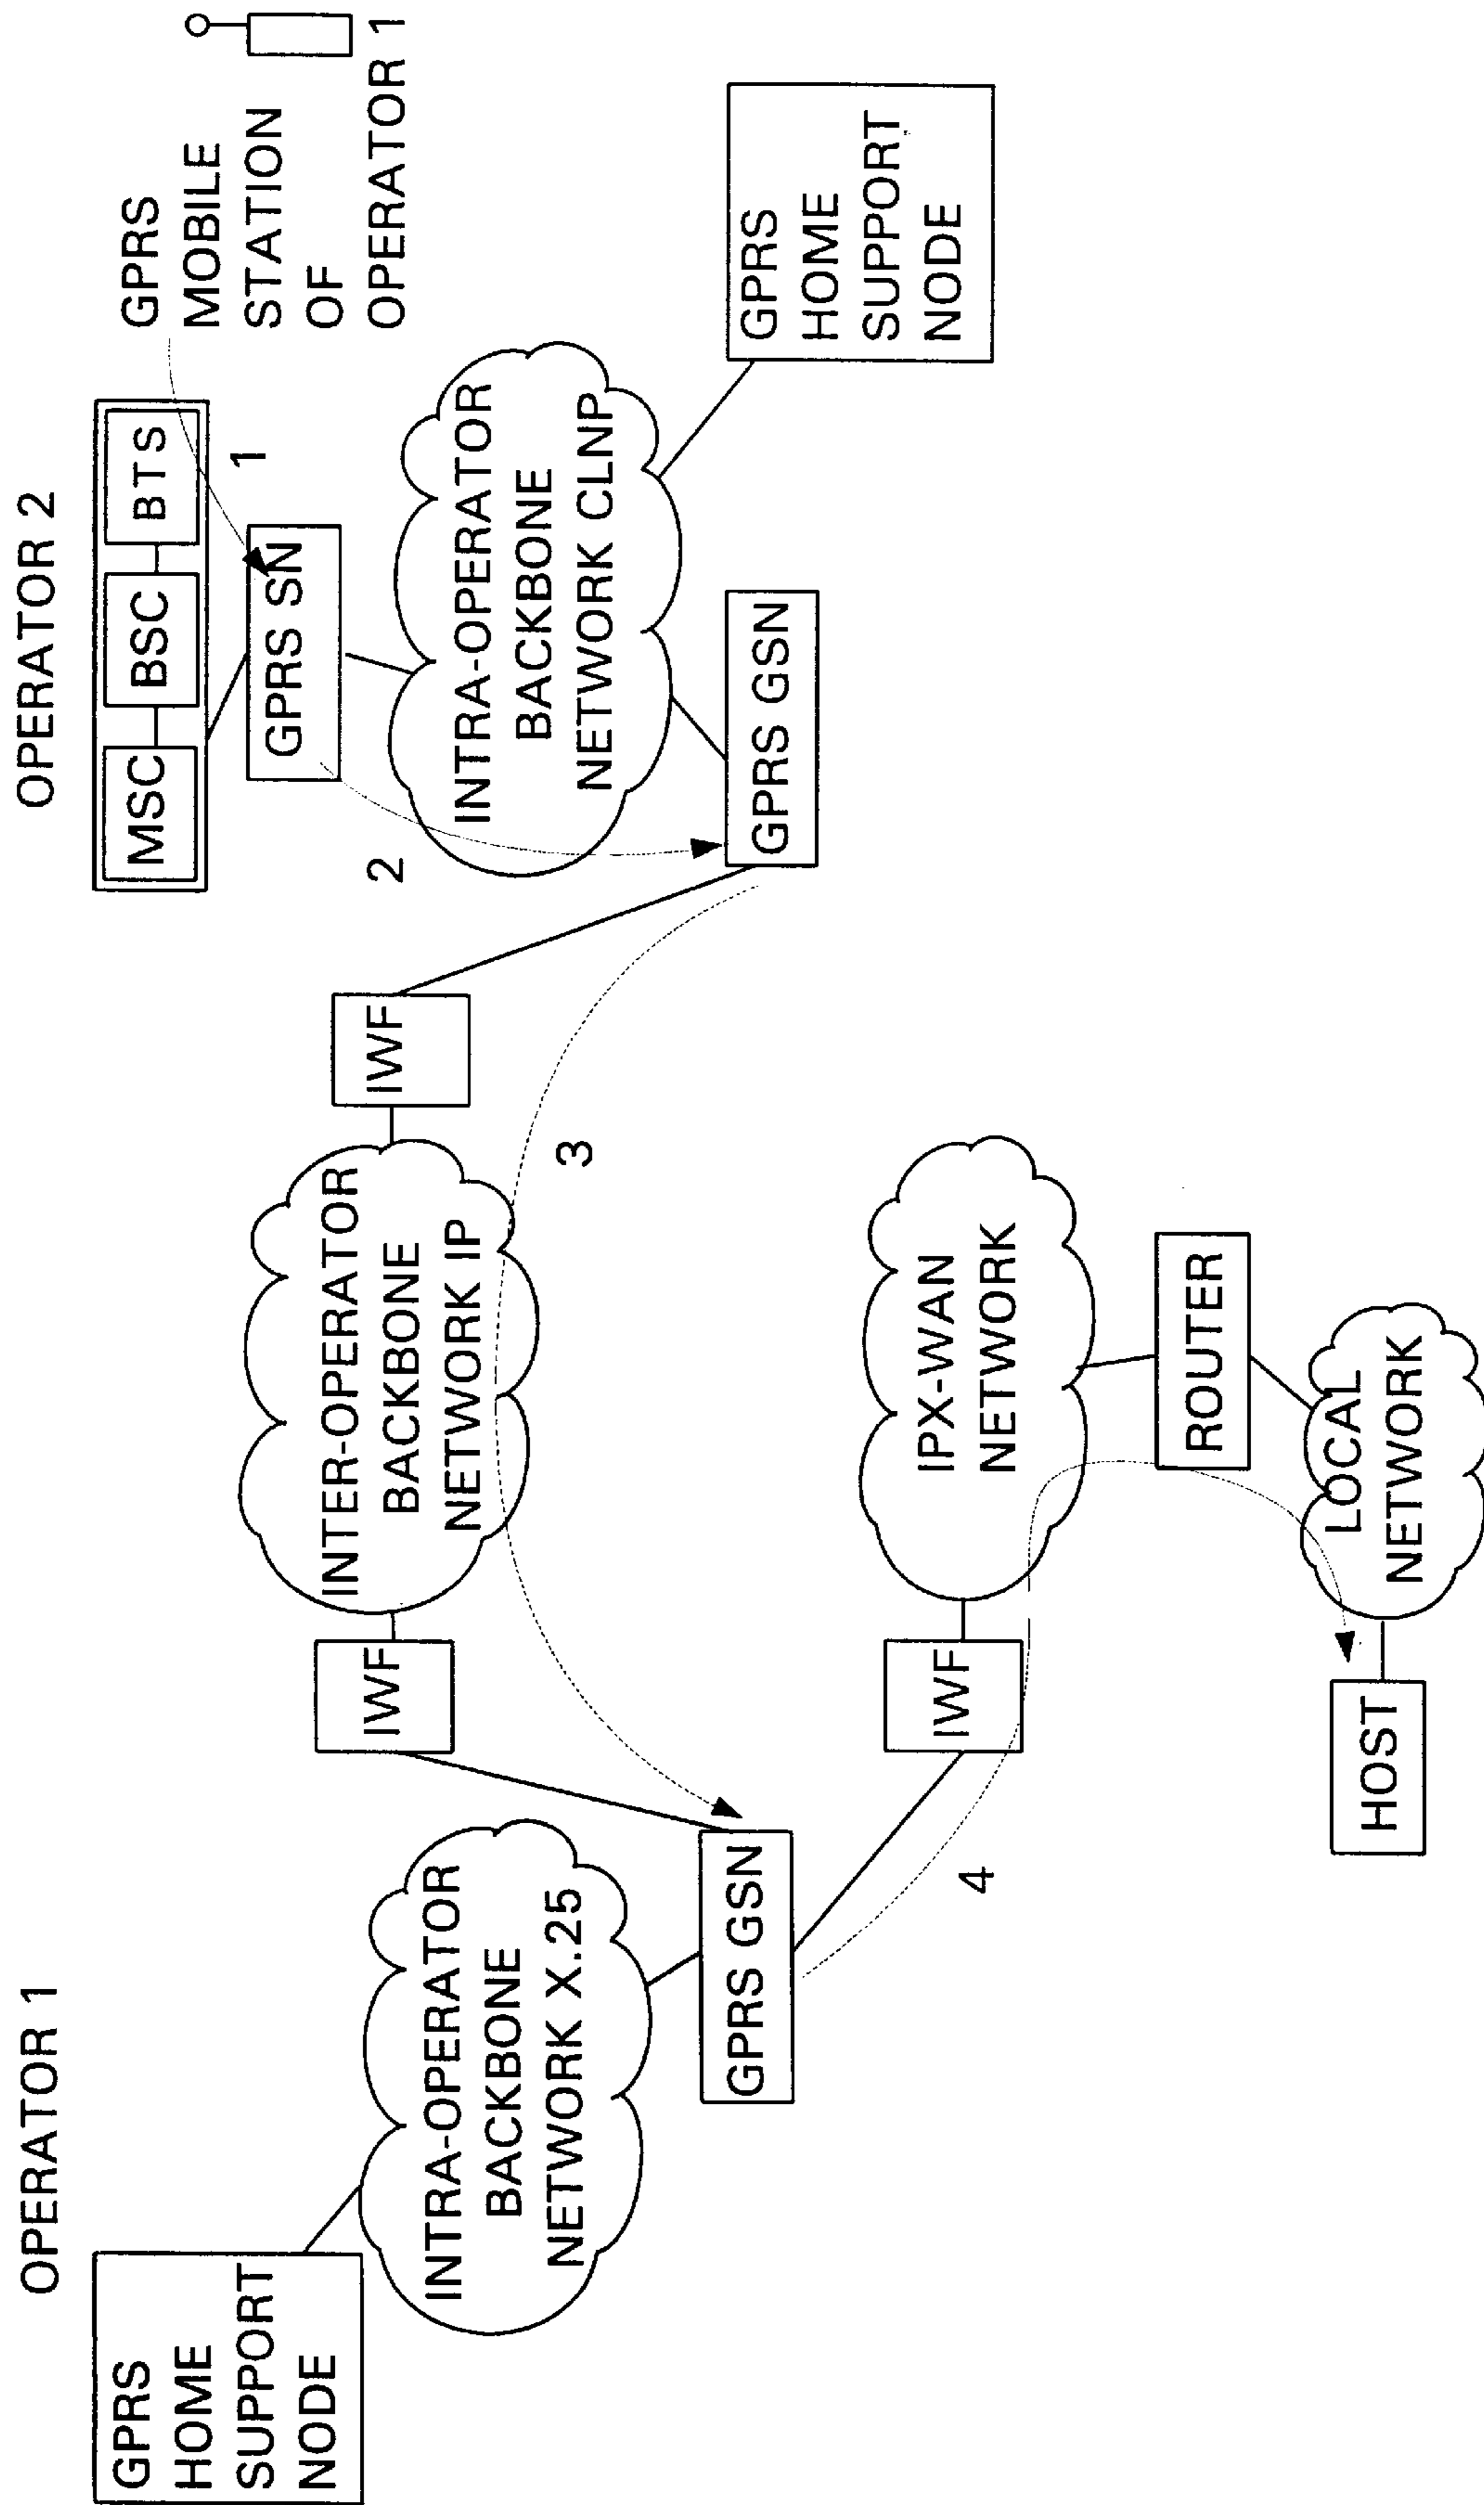 OPERATOR 1
OPERATOR 2
GPRS
HOME
SUPPORT
NODE
INTRA-OPERATOR
BACKBONE
NETWORK X.25
GPRS GSN
IWF
INTER-OPERATOR
BACKBONE
NETWORK IP
IWF
3
MSC
BSC
BTS
1
GPRS SN
2
GPRS
MOBILE
STATION
OF
OPERATOR 1
INTRA-OPERATOR
BACKBONE
NETWORK CLNP
GPRS GSN
GPRS
HOME
SUPPORT
NODE
4
IWF
IPX-WAN
NETWORK
ROUTER
LOCAL
NETWORK
HOST